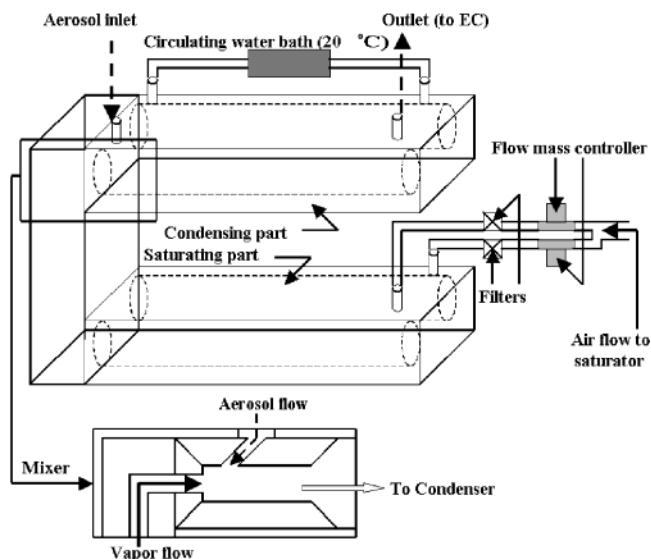 Aerosol inlet
Outlet (to EC)
Circulating water bath (20 °C)
Flow mass controller
Condensing part
Saturating part
Filters
Air flow to
saturator
Aerosol flow
Mixer
To Condenser
Vapor flow